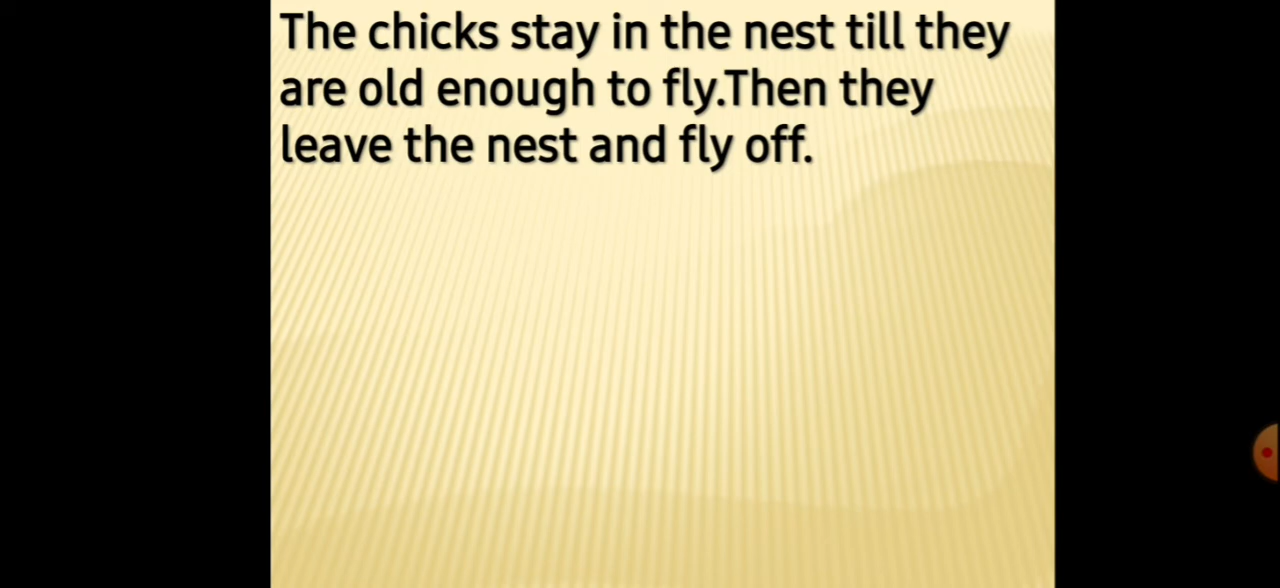 The chicks stay in the nest till they
are old enough to fly.Then they
leave the nest and fly off.